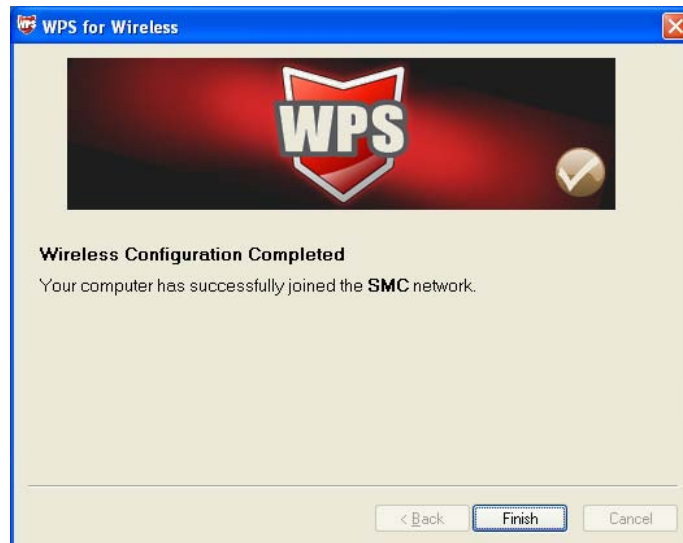 WPS for Wireless
WPS
Wireless Configuration Completed
Your computer has successfully joined the SMC network.
< Back
Finish
Cancel